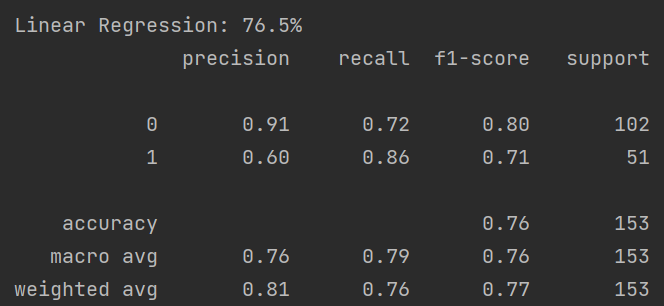 Linear Regression: 76.5%
precision recall f1-score support
0 0.91 0.72 0.80 102
1 0.60 0.86 0.71 51
accuracy 0.76 153
macro avg 0.76 0.79 0.76 153
weighted avg 0.81 0.76 0.77 153